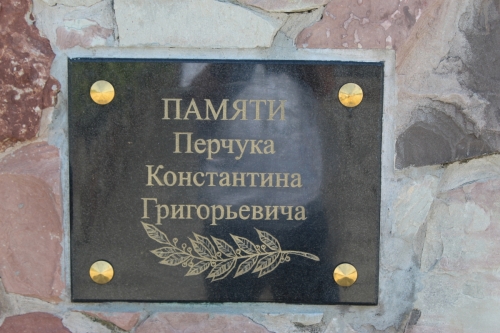 ПАМЯТИ
Перчука
Константина
Григорьевича